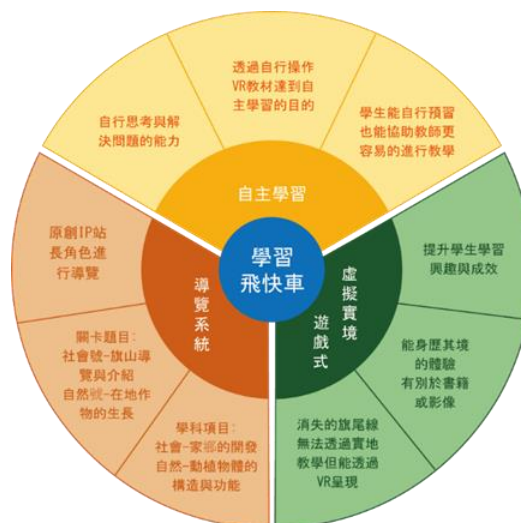 自行思考與解
決問題的能力
透過自行操作
VR教材達到自
主學習的目的
學生能自行預習
也能協助教師更
容易的進行教學
自主學習
學習
飛快車
導覽系統
原創IP站
長角色進
行導覽
關卡題目:
社會號-旗山導
覽與介紹
自然號-在地作
物的生長
學科項目:
社會-家鄉的開發
自然-動植物體的
構造與功能
虛擬實境
遊戲式
提升學生學習
興趣與成效
能身歷其境
的體驗
有別於書籍
或影像
消失的旗尾線
無法透過實地
教學但能透過
VR呈現